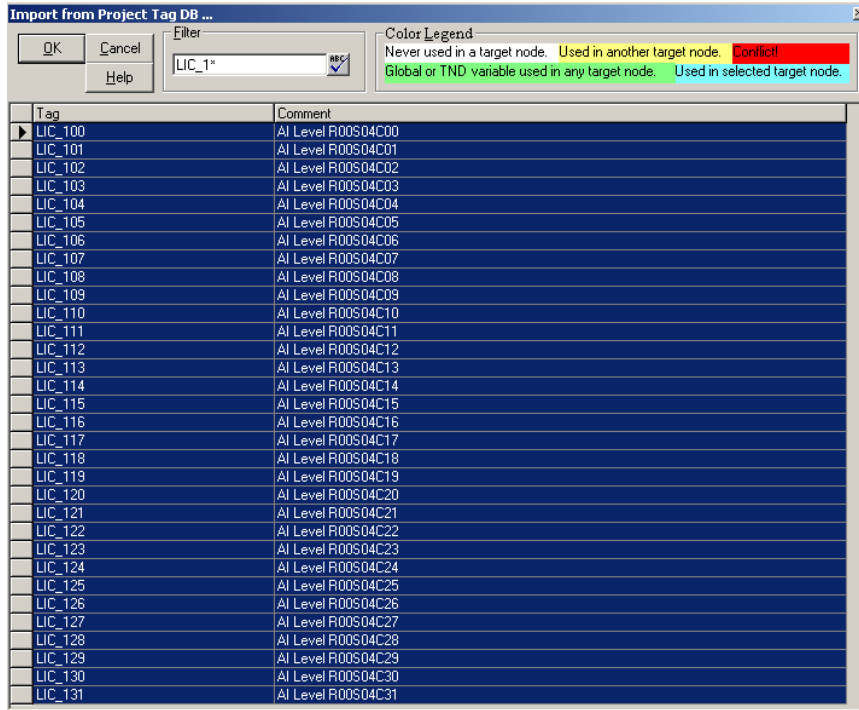 Import from Project Tag DB ...
OK
Cancel
Help
Filter
LIC_1*
ABC
Color Legend
Never used in a target node. Used in another target node. Conflict!
Global or TND variable used in any target node. Used in selected target node.
Tag Comment
LIC_100 AI Level R00S04C00
LIC_101 AI Level R00S04C01
LIC_102 AI Level R00S04C02
LIC_103 AI Level R00S04C03
LIC_104 AI Level R00S04C04
LIC_105 AI Level R00S04C05
LIC_106 AI Level R00S04C06
LIC_107 AI Level R00S04C07
LIC_108 AI Level R00S04C08
LIC_109 AI Level R00S04C09
LIC_110 AI Level R00S04C10
LIC_111 AI Level R00S04C11
LIC_112 AI Level R00S04C12
LIC_113 AI Level R00S04C13
LIC_114 AI Level R00S04C14
LIC_115 AI Level R00S04C15
LIC_116 AI Level R00S04C16
LIC_117 AI Level R00S04C17
LIC_118 AI Level R00S04C18
LIC_119 AI Level R00S04C19
LIC_120 AI Level R00S04C20
LIC_121 AI Level R00S04C21
LIC_122 AI Level R00S04C22
LIC_123 AI Level R00S04C23
LIC_124 AI Level R00S04C24
LIC_125 AI Level R00S04C25
LIC_126 AI Level R00S04C26
LIC_127 AI Level R00S04C27
LIC_128 AI Level R00S04C28
LIC_129 AI Level R00S04C29
LIC_130 AI Level R00S04C30
LIC_131 AI Level R00S04C31